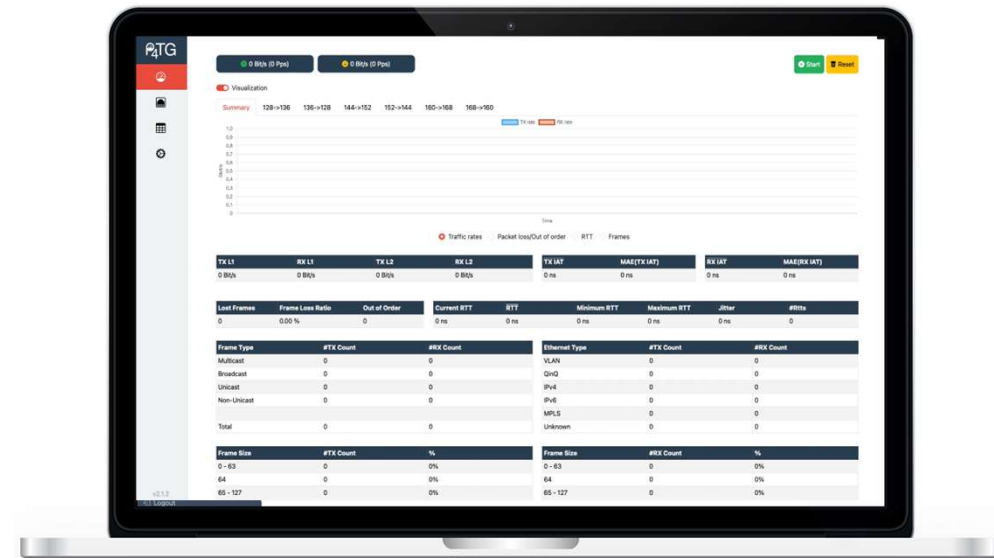 P4TG
0 Bit/s (0 Pps) 0 Bit/s (0 Pps) Start Reset
Visualization
Summary 128->136 136->128 144->152 152->144 160->168 168->160
TX rate RX rate
1,0
0,9
0,8
0,7
0,6
0,5
0,4
0,3
0,2
0,1
0
Gbit/s
Time
Traffic rates Packet loss/Out of order RTT Frames
TX L1 RX L1 TX L2 RX L2 TX IAT MAE(TX IAT) RX IAT MAE(RX IAT)
0 Bit/s 0 Bit/s 0 Bit/s 0 Bit/s 0 ns 0 ns 0 ns 0 ns
Lost Frames Frame Loss Ratio Out of Order Current RTT RTT Minimum RTT Maximum RTT Jitter #Rtts
0 0.00 % 0 0 ns 0 ns 0 ns 0 ns 0 ns 0
Frame Type #TX Count #RX Count Ethernet Type #TX Count #RX Count
Multicast 0 0 VLAN 0 0
Broadcast 0 0 QinQ 0 0
Unicast 0 0 IPv4 0 0
Non-Unicast 0 0 IPv6 0 0
MPLS 0 0
Total 0 0 Unknown 0 0
Frame Size #TX Count % Frame Size #RX Count %
0 - 63 0 0% 0 - 63 0 0%
64 0 0% 64 0 0%
65 - 127 0 0% 65 - 127 0 0%
v2.1.2
Logout